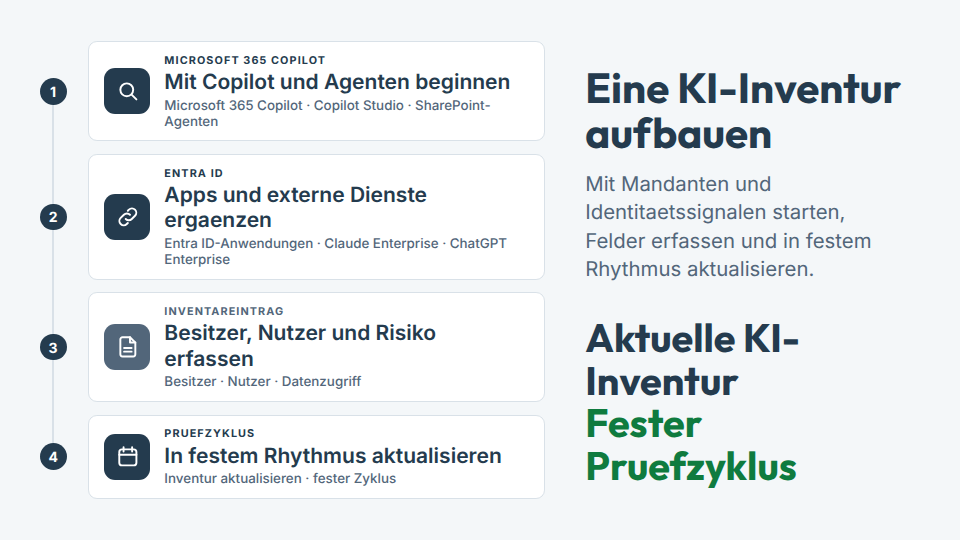 1
MICROSOFT 365 COPILOT
Mit Copilot und Agenten beginnen
Microsoft 365 Copilot · Copilot Studio · SharePoint-
Agenten
2
ENTRA ID
Apps und externe Dienste
ergaenzen
Entra ID-Anwendungen · Claude Enterprise · ChatGPT
Enterprise
3
INVENTAREINTRAG
Besitzer, Nutzer und Risiko
erfassen
Besitzer · Nutzer · Datenzugriff
4
PRUEFZYKLUS
In festem Rhythmus aktualisieren
Inventur aktualisieren · fester Zyklus
Eine KI-Inventur
aufbauen
Mit Mandanten und
Identitaetssignalen starten,
Felder erfassen und in festem
Rhythmus aktualisieren.
Aktuelle KI-
Inventur
Fester
Pruefzyklus